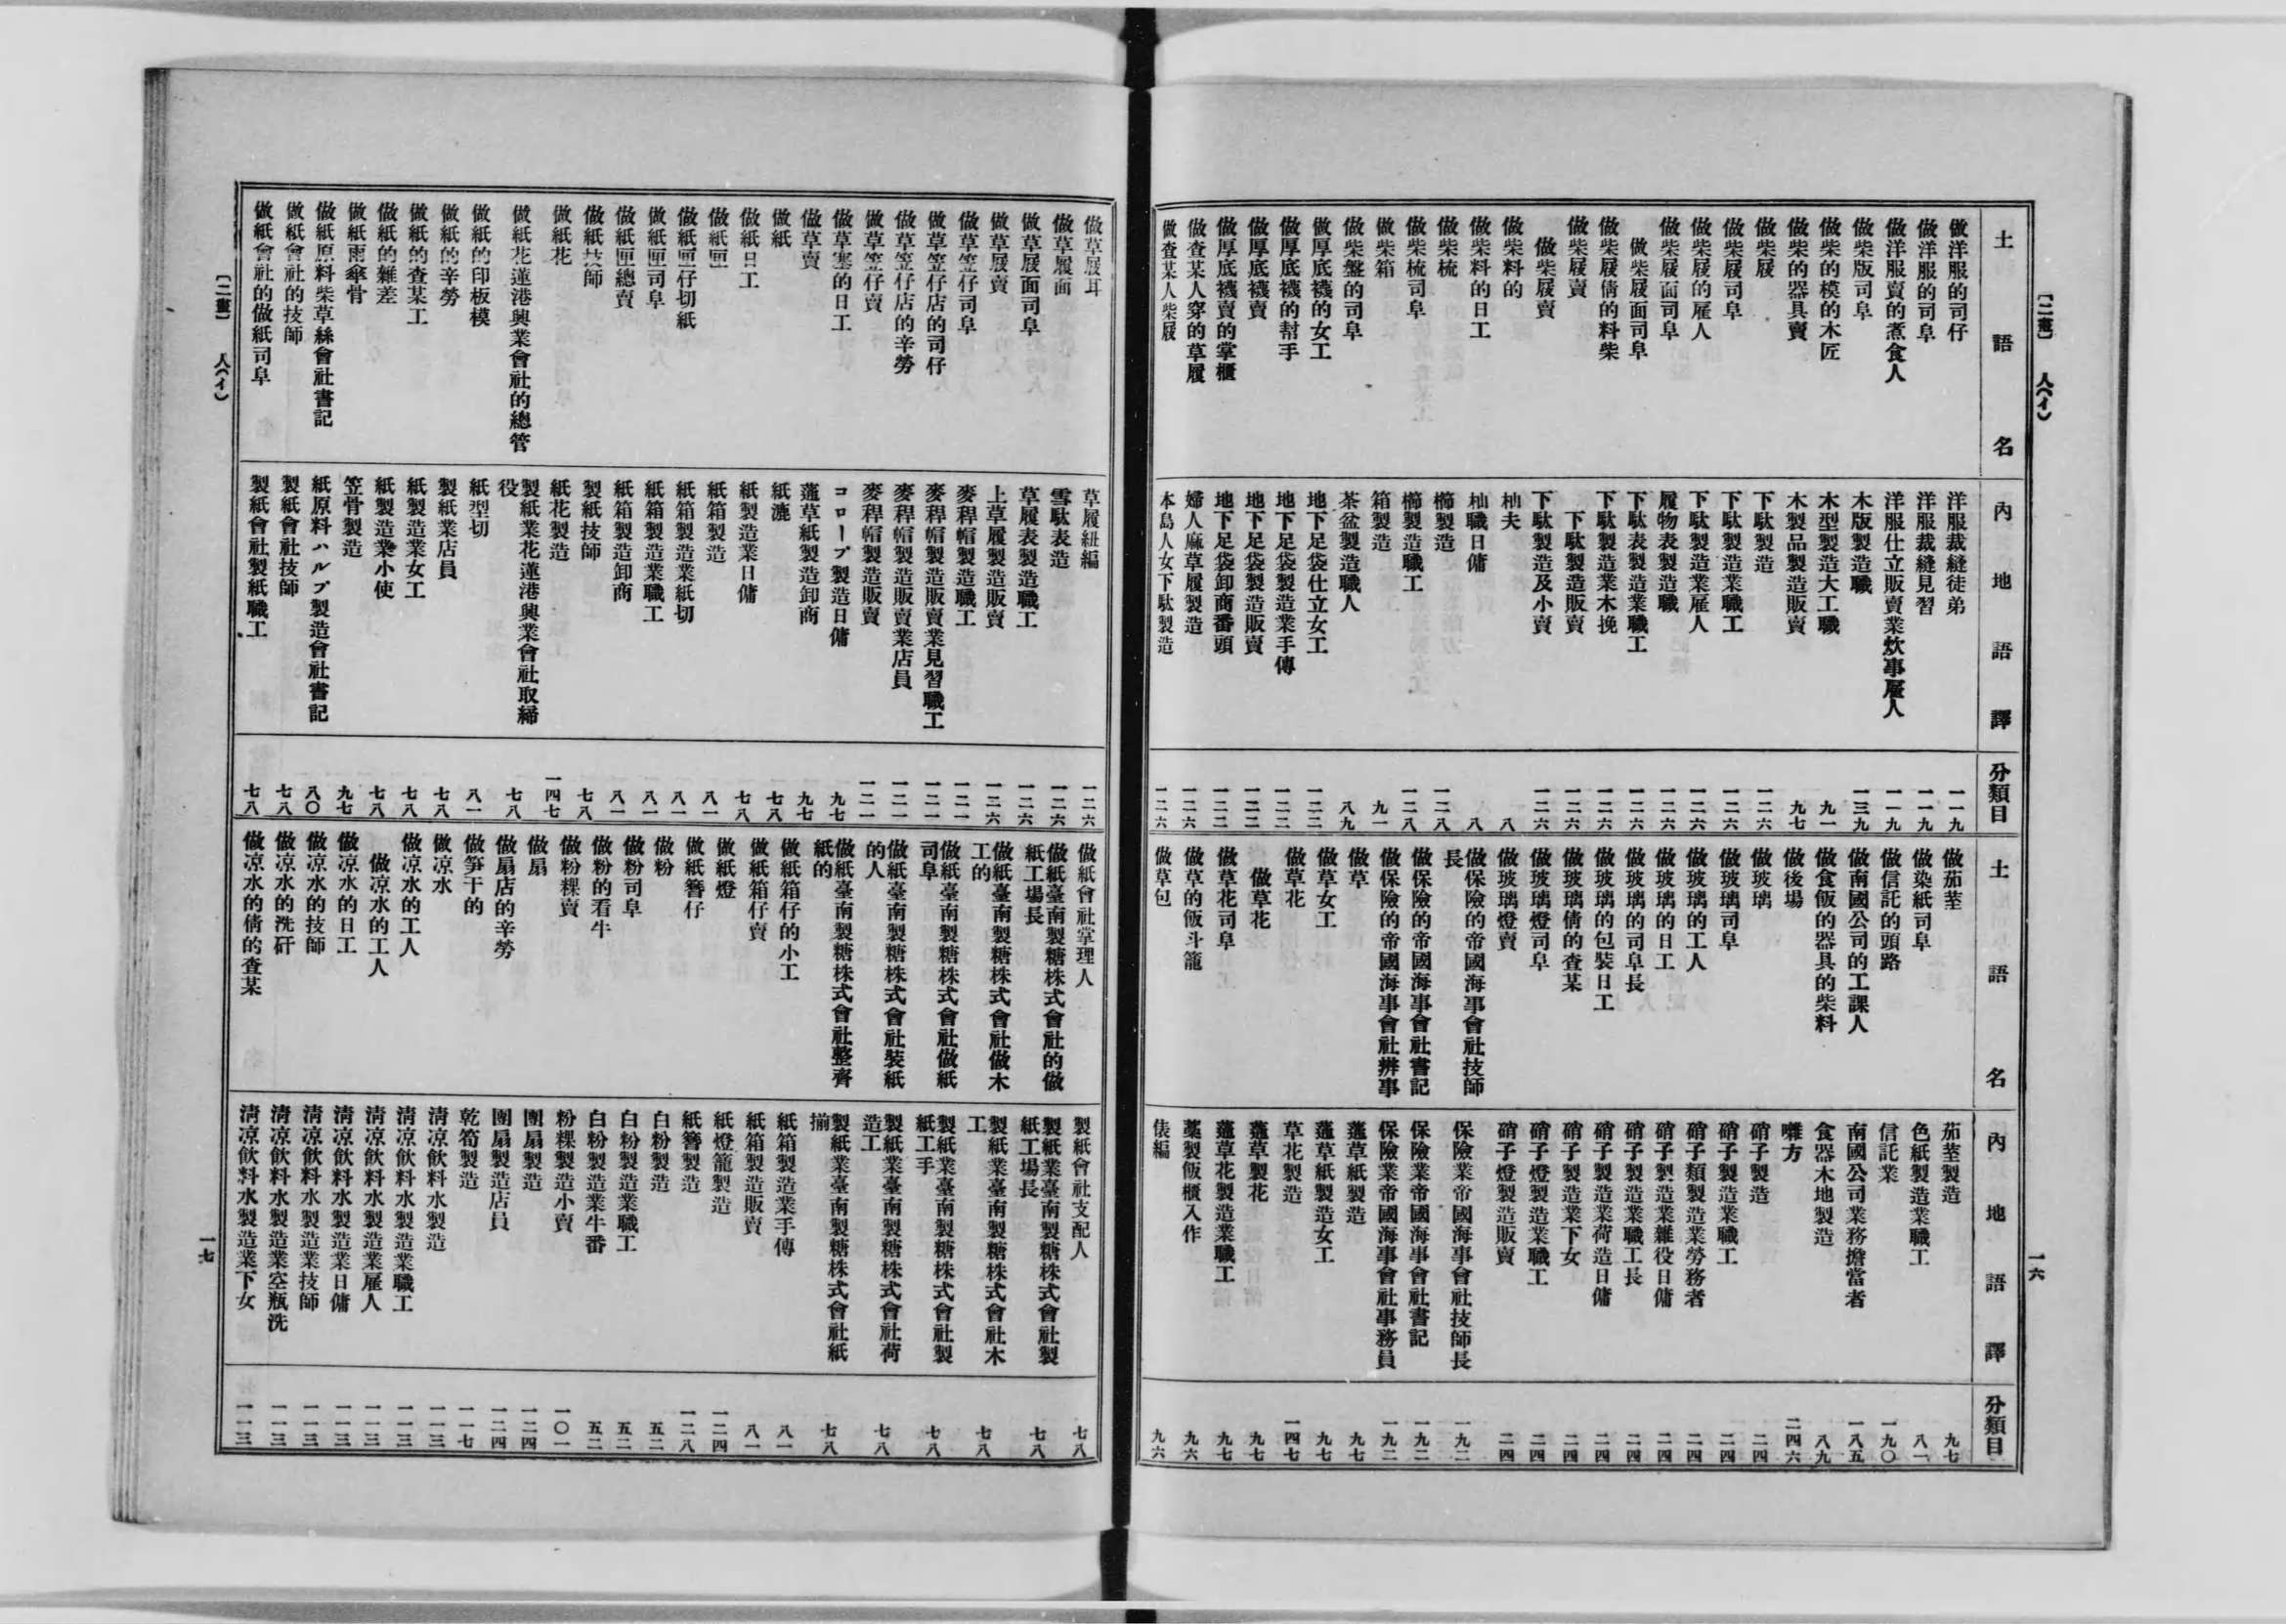 〔二畫〕 人(イ)
一六
土語名 內地語譯 分類目
做洋服的司仔 洋服裁縫徒弟 一一九
做洋服的司阜 洋服裁縫見習 一一九
做洋服賣的煮食人 洋服仕立販賣業炊事雇人 一一九
做柴版司阜 木版製造職 一三九
做柴的模的木匠 木型製造大工職 九一
做柴的器具賣 木製品製造販賣 九七
做柴屐 下駄製造 一二六
做柴屐司阜 下駄製造業職工 一二六
做柴屐的雇人 下駄製造業雇人 一二六
做柴屐面司阜 履物表製造職 一二六
做柴屐面司阜 下駄表製造業職工 一二六
做柴屐倩的料柴 下駄製造業木挽 一二六
做柴屐賣 下駄製造販賣 一二六
做柴屐賣 下駄製造及小賣 一二六
做柴料的 杣夫 八
做柴料的日工 杣職日傭 八
做柴梳 櫛製造 一二八
做柴梳司阜 櫛製造職工 一二八
做柴箱 箱製造 九一
做柴盤的司阜 茶盆製造職人 八九
做厚底襪的女工 地下足袋仕立女工 一二二
做厚底襪的幇手 地下足袋製造業手傳 一二二
做厚底襪賣 地下足袋製造販賣 一二二
做厚底襪賣的掌櫃 地下足袋卸商番頭 一二二
做查某人穿的草履 婦人麻草履製造 一二六
做查某人柴屐 本島人女下駄製造 一二六
土語名 內地語譯 分類目
做茄荎 茄荎製造 九七
做染紙司阜 色紙製造業職工 八一
做信託的頭路 信託業 一九〇
做南國公司的工課人 南國公司業務擔當者 一八五
做食飯的器具的柴料 食器木地製造 八九
做後場 囃方 二四六
做玻璃 硝子製造 二四
做玻璃司阜 硝子製造業職工 二四
做玻璃的工人 硝子類製造業勞務者 二四
做玻璃的日工 硝子製造業雜役日傭 二四
做玻璃的司阜長 硝子製造業職工長 二四
做玻璃的包裝日工 硝子製造業荷造日傭 二四
做玻璃倩的查某 硝子製造業下女 二四
做玻璃燈司阜 硝子燈製造業職工 二四
做玻璃燈賣 硝子燈製造販賣 二四
做保險的帝國海事會社技師長 保險業帝國海事會社技師長 一九二
做保險的帝國海事會社書記 保險業帝國海事會社書記 一九二
做保險的帝國海事會社辨事 保險業帝國海事會社事務員 一九二
做草 蓪草紙製造 九七
做草女工 蓪草紙製造女工 九七
做草花 草花製造 一四七
做草花 蓪草製花 九七
做草花司阜 蓪草花製造業職工 九七
做草的飯斗籠 藁製飯櫃入作 九六
做草包 俵編 九六
做草屐耳 草履紐編 一二六
做草履面 雪駄表造 一二六
做草屐面司阜 草履表製造職工 一二六
做草屐賣 上草履製造販賣 一二六
做草笠仔司阜 麥稈帽製造職工 一二一
做草笠仔店的司仔 麥稈帽製造販賣業見習職工 一二一
做草笠仔店的辛勞 麥稈帽製造販賣業店員 一二一
做草笠仔賣 麥稈帽製造販賣 一二一
做草塞的日工 コロープ製造日傭 九七
做草賣 蓪草紙製造卸商 九七
做紙 紙漉 七八
做紙日工 紙製造業日傭 七八
做紙匣 紙箱製造 八一
做紙匣仔切紙 紙箱製造業紙切 八一
做紙匣司阜 紙箱製造業職工 八一
做紙匣總賣 紙箱製造卸商 八一
做紙技師 製紙技師 七八
做紙花 紙花製造 一四七
做紙花蓮港興業會社的總管 製紙業花蓮港興業會社取締役 七八
做紙的印板模 紙型切 八一
做紙的辛勞 製紙業店員 七八
做紙的查某工 紙製造業女工 七八
做紙的雜差 紙製造業小使 七八
做紙雨傘骨 笠骨製造 九七
做紙原料柴草絲會社書記 紙原料ハルプ製造會社書記 八〇
做紙會社的技師 製紙會社技師 七八
做紙會社的做紙司阜 製紙會社製紙職工 七八
做紙會社掌理人 製紙會社支配人 七八
做紙臺南製糖株式會社的做紙工場長 製紙業臺南製糖株式會社製紙工場長 七八
做紙臺南製糖株式會社做木工的 製紙業臺南製糖株式會社木工 七八
做紙臺南製糖株式會社做紙司阜 製紙業臺南製糖株式會社製紙工手 七八
做紙臺南製糖株式會社裝紙的人 製紙業臺南製糖株式會社荷造工 七八
做紙臺南製糖株式會社整齊紙的 製紙業臺南製糖株式會社紙揃 七八
做紙箱仔的小工 紙箱製造業手傳 八一
做紙箱仔賣 紙箱製造販賣 八一
做紙燈 紙燈籠製造 一二四
做紙簪仔 紙簪製造 一二八
做粉 白粉製造 五二
做粉司阜 白粉製造業職工 五二
做粉的看牛 白粉製造業牛番 五二
做粉粿賣 粉粿製造小賣 一〇一
做扇 團扇製造 一二四
做扇店的辛勞 團扇製造店員 一二四
做笋干的 乾筍製造 一一七
做凉水 淸凉飮料水製造 一一三
做凉水的工人 淸凉飮料水製造業職工 一一三
做凉水的工人 淸凉飮料水製造業雇人 一一三
做凉水的日工 淸凉飮料水製造業日傭 一一三
做凉水的技師 淸凉飮料水製造業技師 一一三
做凉水的洗矸 淸凉飮料水製造業空瓶洗 一一三
做凉水的倩的查某 淸凉飮料水製造業下女 一一三
〔二畫〕 人(イ)
一七